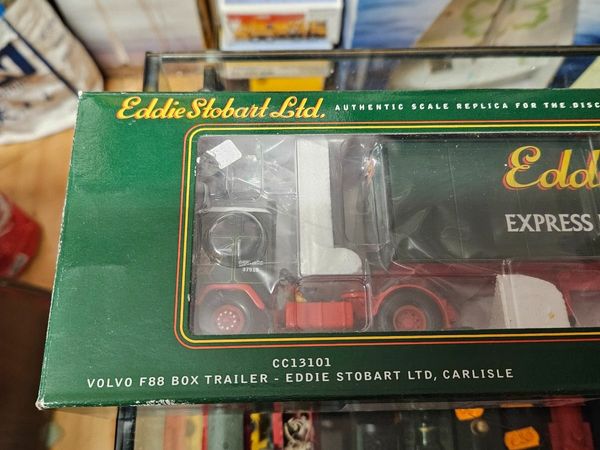 Eddie Stobart Ltd. AUTHENTIC SCALE REPLICA FOR THE DISC
Edd
EXPRESS
CC13101
VOLVO F88 BOX TRAILER - EDDIE STOBART LTD, CARLISLE